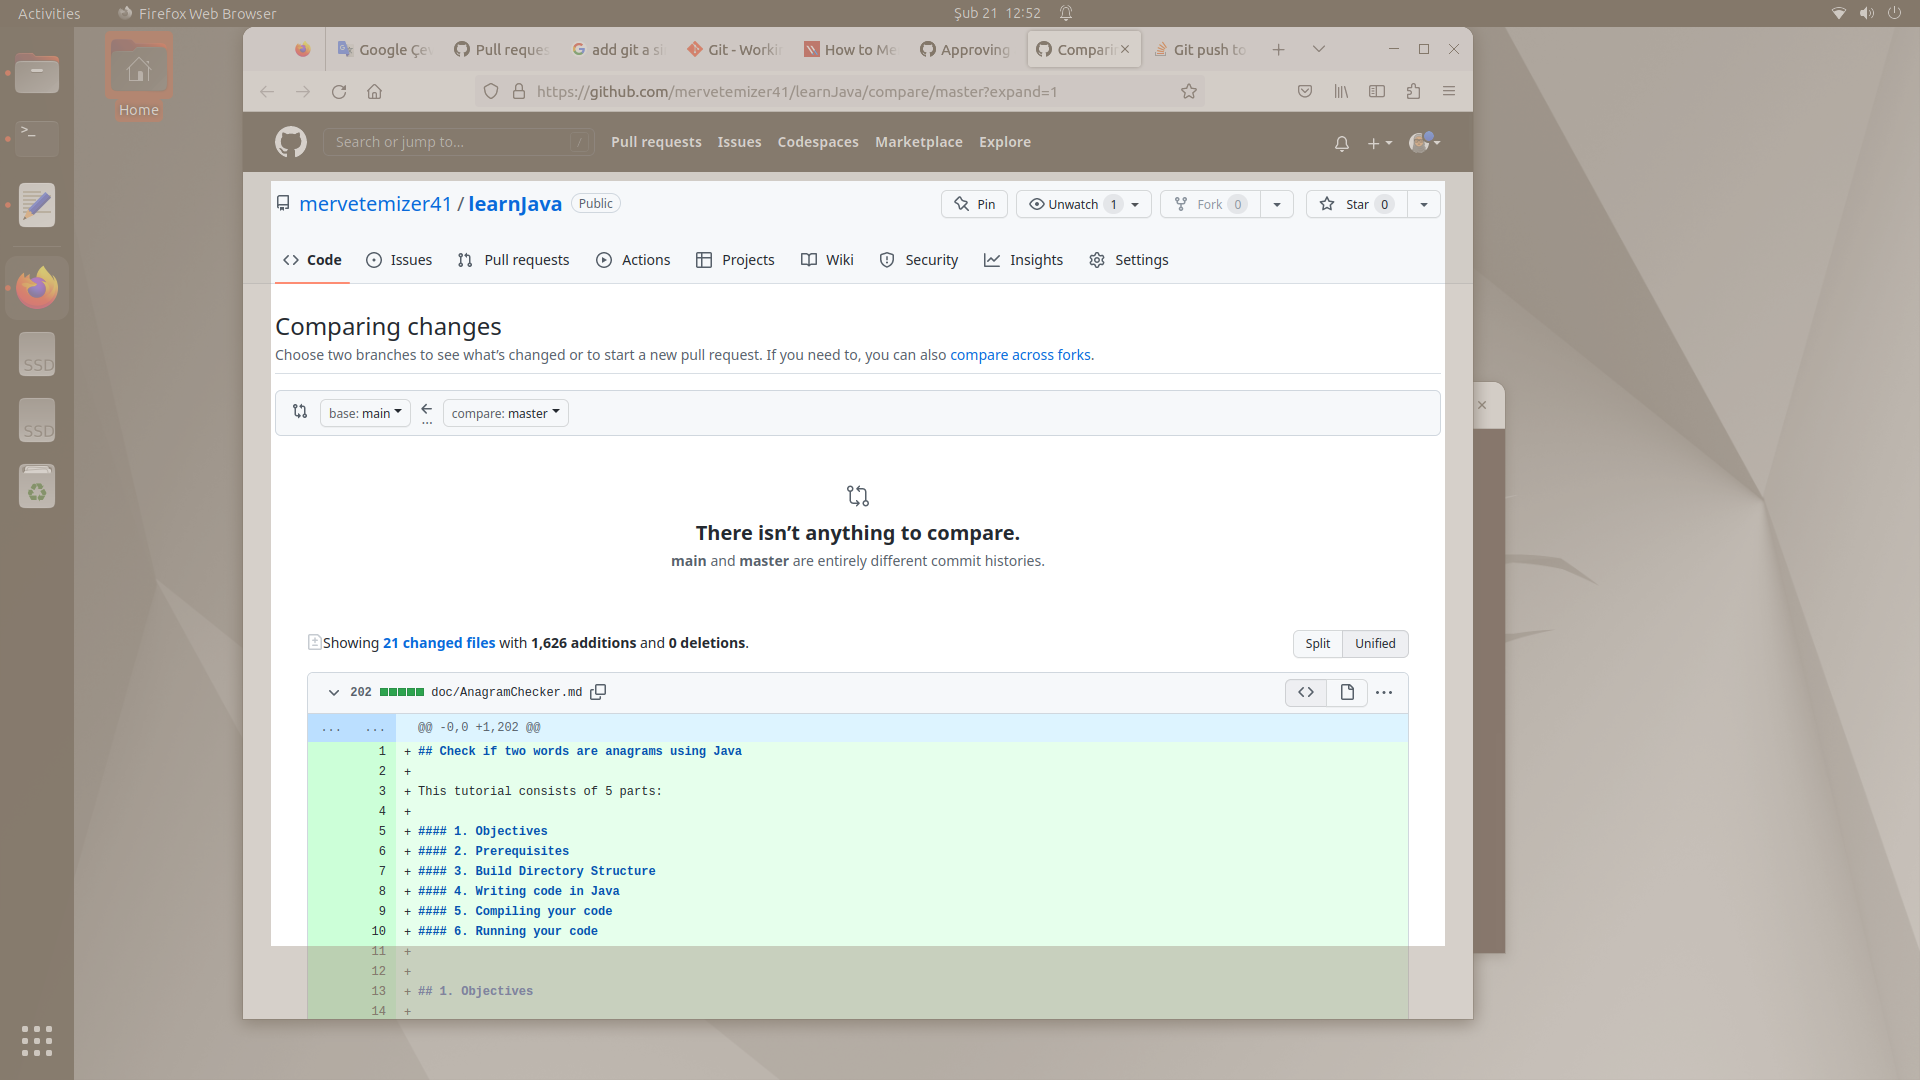 Activities
Firefox Web Browser
Şub 21 12:52
Home
SSD
SSD
Google Çev
Pull reques
add git a si
Git - Workin
How to Me
Approving
Compari
Git push to
https://github.com/mervetemizer41/learnJava/compare/master?expand=1
Search or jump to...
/
Pull requests
Issues
Codespaces
Marketplace
Explore
mervetemizer41 / learnJava
Public
Pin
Unwatch 1
Fork 0
Star 0
Code
Issues
Pull requests
Actions
Projects
Wiki
Security
Insights
Settings
Comparing changes
Choose two branches to see what’s changed or to start a new pull request. If you need to, you can also compare across forks.
base: main
...
compare: master
There isn’t anything to compare.
main and master are entirely different commit histories.
Showing 21 changed files with 1,626 additions and 0 deletions.
Split
Unified
202
doc/AnagramChecker.md
... ... @@ -0,0 +1,202 @@
1 + ## Check if two words are anagrams using Java
2 +
3 + This tutorial consists of 5 parts:
4 +
5 + #### 1. Objectives
6 + #### 2. Prerequisites
7 + #### 3. Build Directory Structure
8 + #### 4. Writing code in Java
9 + #### 5. Compiling your code
10 + #### 6. Running your code
11 +
12 +
13 + ## 1. Objectives
14 +